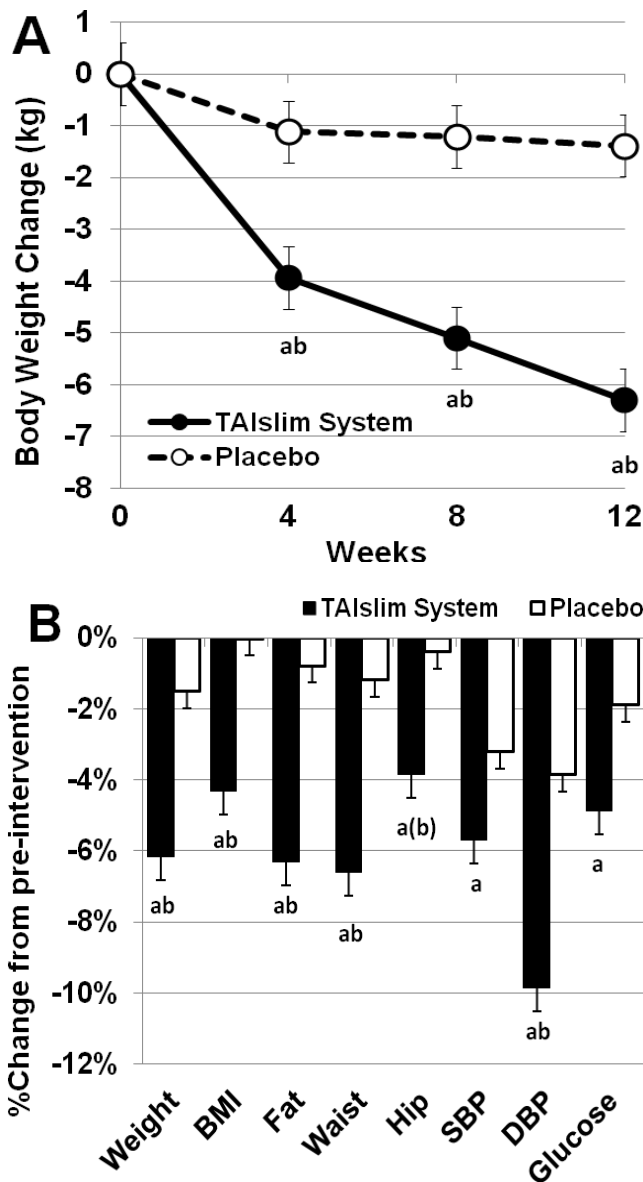 A
Body Weight Change (kg)
1
0
-1
-2
-3
-4
-5
-6
-7
-8
ab
ab
ab
TAIslim System
Placebo
0 4 8 12
Weeks
B
TAIslim System Placebo
%Change from pre-intervention
0%
-2%
-4%
-6%
-8%
-10%
-12%
ab
ab
ab
ab
a(b)
a
ab
a
Weight BMI Fat Waist Hip SBP DBP Glucose